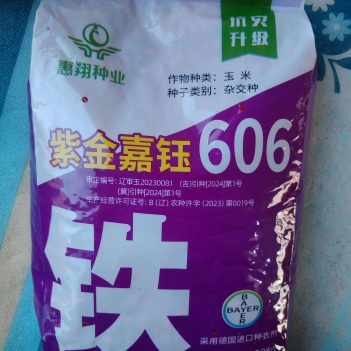 惠翔种业
抗灾
升级
作物种类：玉米
种子类别：杂交种
紫金嘉钰606
审定编号：辽审玉20230081 (吉)引种[2024]第1号
(冀)引种[2024]第1号
生产经营许可证号：B(辽)农种许字(2023)第0019号
铁
BAYER
BAYER
采用德国进口种衣剂